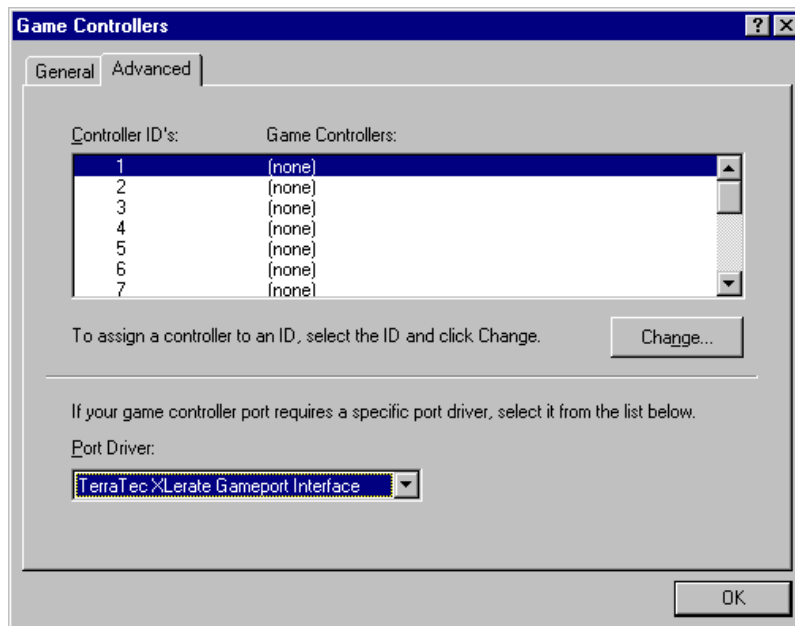 Game Controllers
General Advanced
Controller ID's: Game Controllers:
1 (none)
2 (none)
3 (none)
4 (none)
5 (none)
6 (none)
7 (none)
To assign a controller to an ID, select the ID and click Change. Change...
If your game controller port requires a specific port driver, select it from the list below.
Port Driver:
TerraTec XLerate Gameport Interface
OK